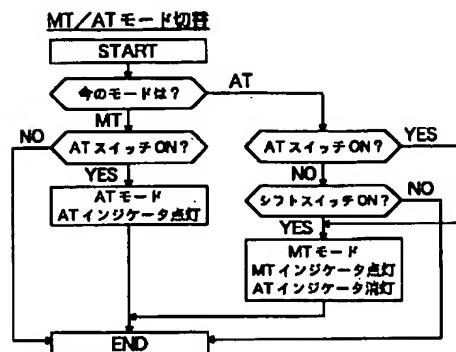 MT/ATモード切替
START
今のモードは?
AT
MT
NO
ATスイッチON?
YES
ATモード
ATインジケータ点灯
ATスイッチON?
YES
NO
シフトスイッチON?
NO
YES
MTモード
MTインジケータ点灯
ATインジケータ消灯
END